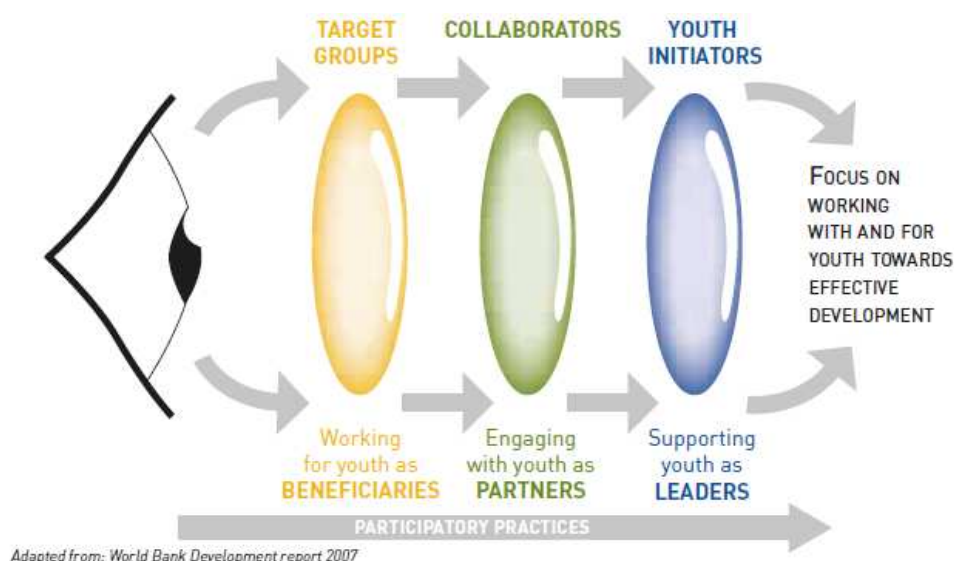 TARGET
GROUPS
COLLABORATORS
YOUTH
INITIATORS
FOCUS ON
WORKING
WITH AND FOR
YOUTH TOWARDS
EFFECTIVE
DEVELOPMENT
Working
for youth as
BENEFICIARIES
Engaging
with youth as
PARTNERS
Supporting
youth as
LEADERS
PARTICIPATORY PRACTICES
Adapted from: World Bank Development report 2007